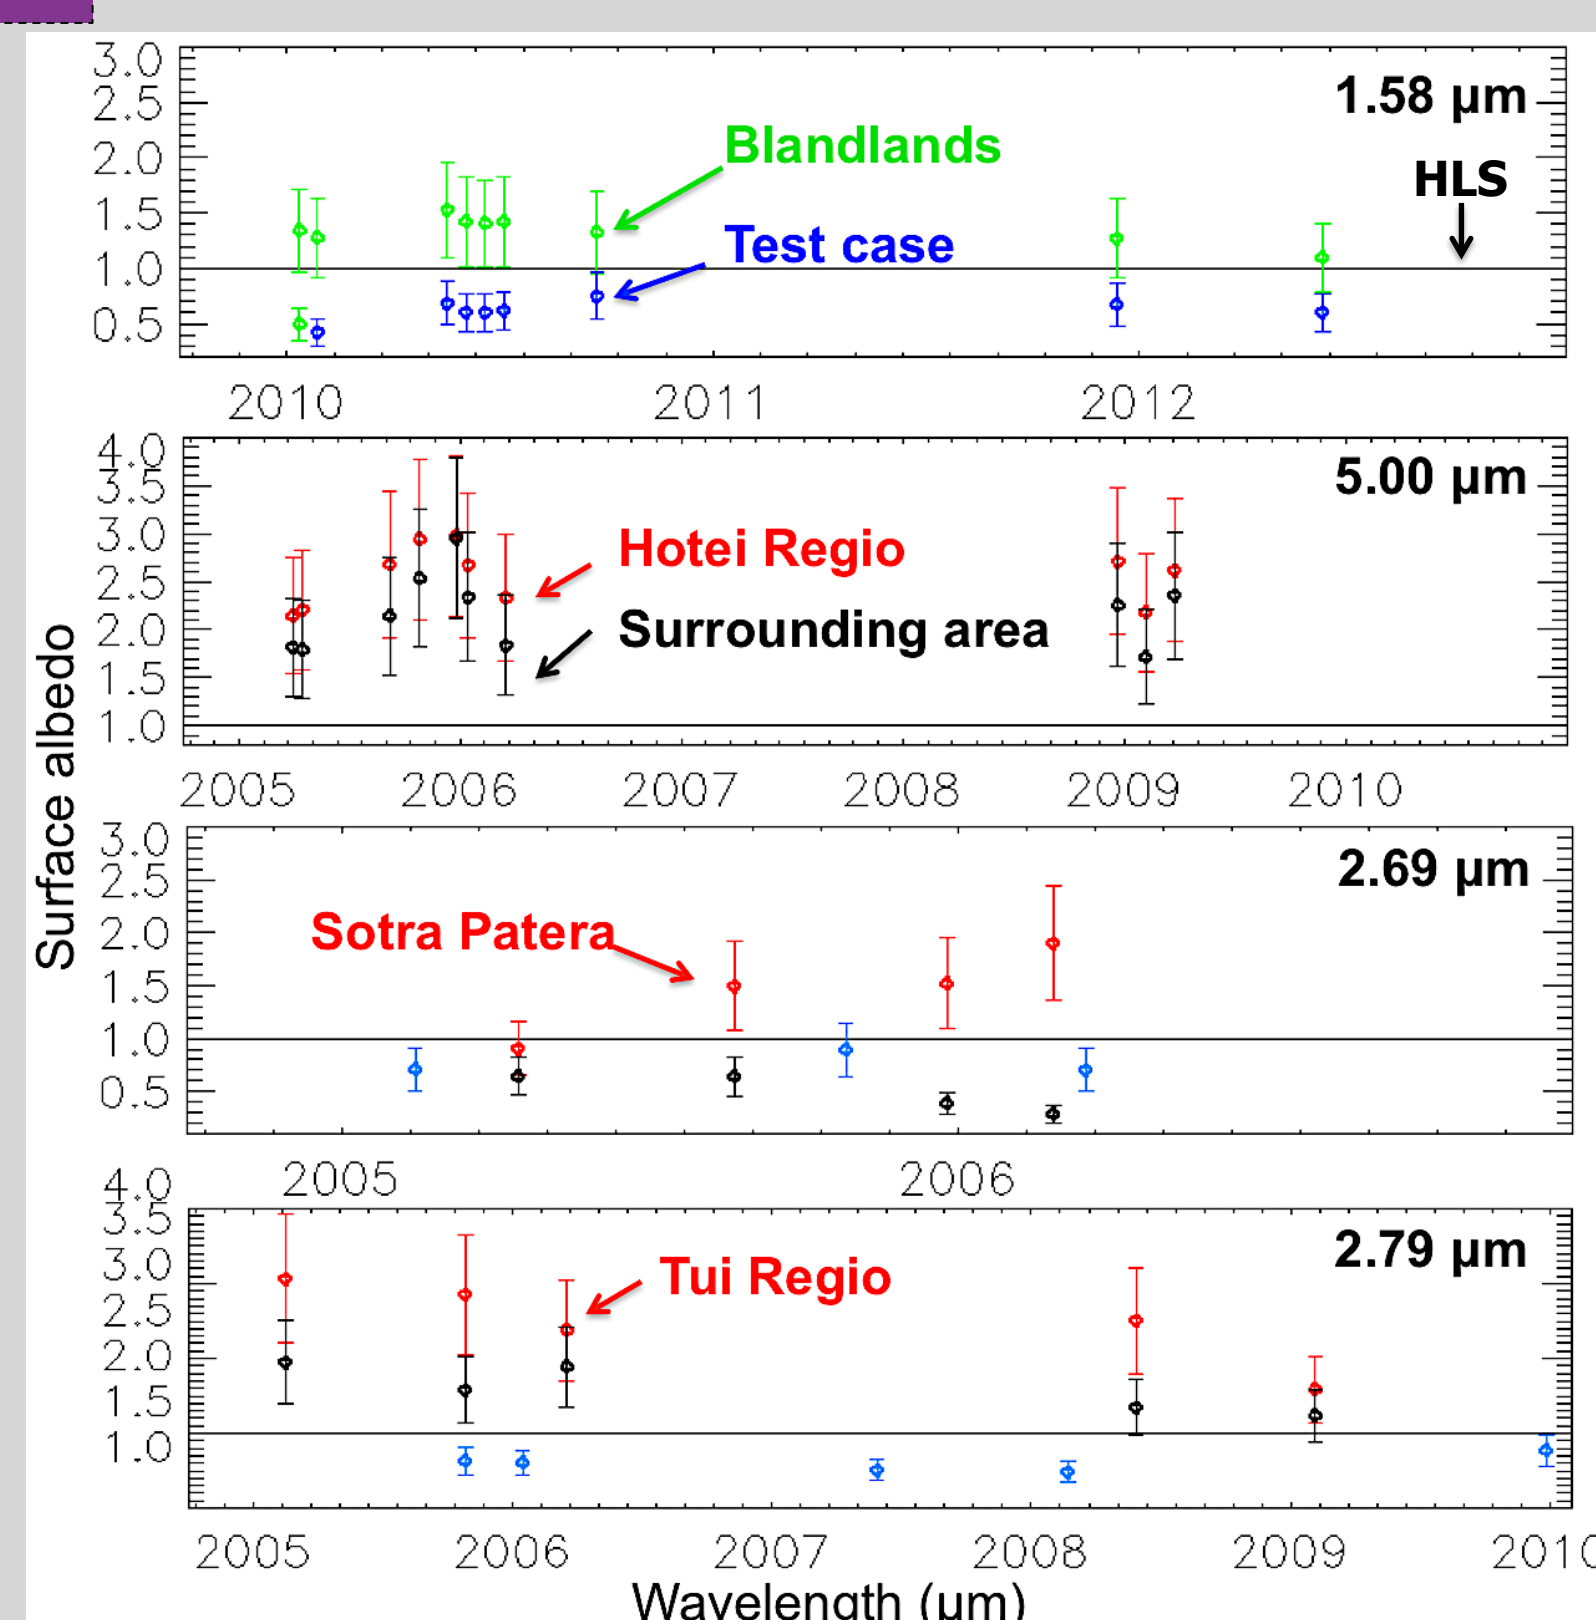 3.0
2.5
2.0
1.5
1.0
0.5
1.58 µm
Blandlands
HLS
Test case
2010 2011 2012
4.0
3.5
3.0
2.5
2.0
1.5
1.0
5.00 µm
Hotei Regio
Surrounding area
2005 2006 2007 2008 2009 2010
Surface albedo
3.0
2.5
2.0
1.5
1.0
0.5
2.69 µm
Sotra Patera
2005 2006
4.0
3.5
3.0
2.5
2.0
1.5
1.0
2.79 µm
Tui Regio
2005 2006 2007 2008 2009 2010
Wavelength (µm)